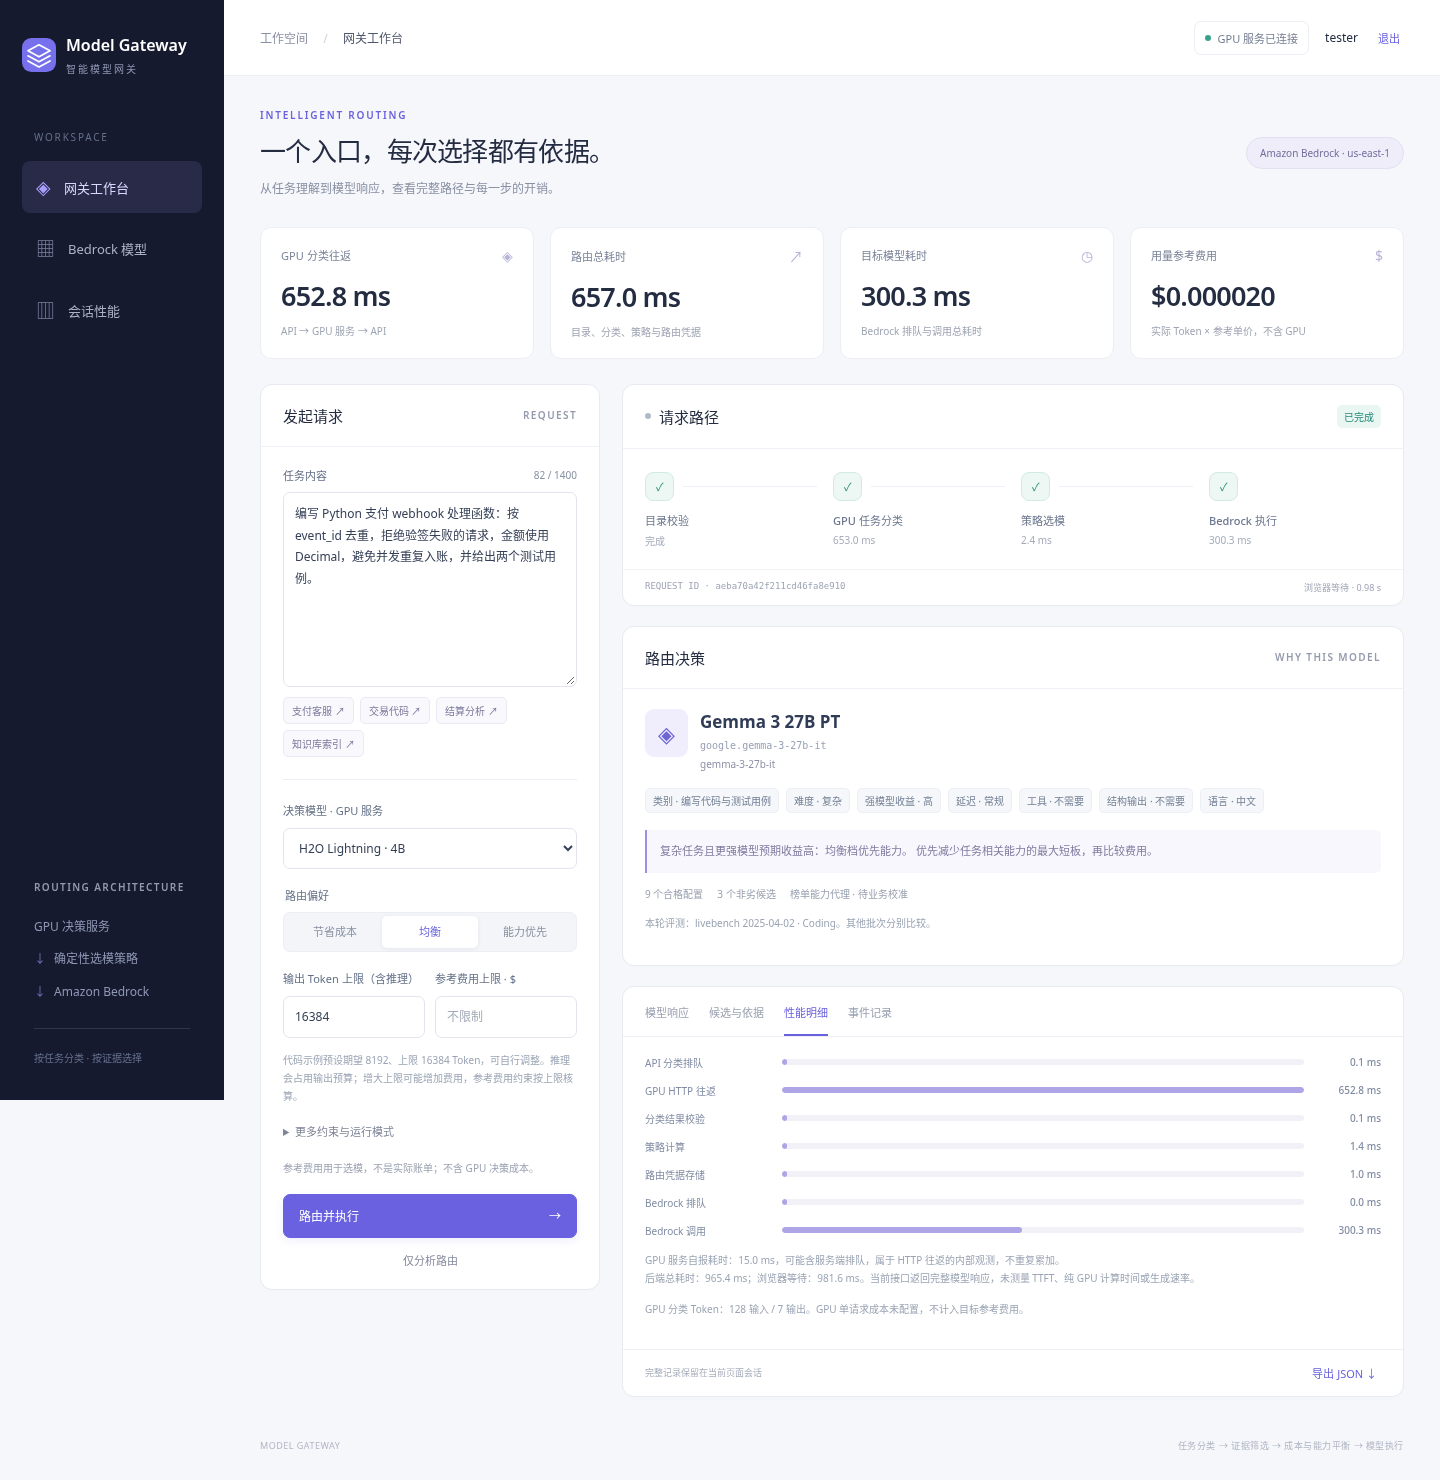 Model Gateway
智能模型网关
WORKSPACE
网关工作台
Bedrock 模型
会话性能
ROUTING ARCHITECTURE
GPU 决策服务
↓ 确定性选模策略
↓ Amazon Bedrock
按任务分类 · 按证据选择
工作空间 / 网关工作台
GPU 服务已连接 tester 退出
INTELLIGENT ROUTING
一个入口，每次选择都有依据。
从任务理解到模型响应，查看完整路径与每一步的开销。
Amazon Bedrock · us-east-1
GPU 分类往返
652.8 ms
API → GPU 服务 → API
路由总耗时 ↗
657.0 ms
目录、分类、策略与路由凭据
目标模型耗时
300.3 ms
Bedrock 排队与调用总耗时
用量参考费用 $
$0.000020
实际 Token × 参考单价，不含 GPU
发起请求 REQUEST
任务内容 82 / 1400
编写 Python 支付 webhook 处理函数：按
event_id 去重，拒绝验签失败的请求，金额使用
Decimal，避免并发重复入账，并给出两个测试用
例。
支付客服 ↗ 交易代码 ↗ 结算分析 ↗
知识库索引 ↗
决策模型 · GPU 服务
H2O Lightning · 4B
路由偏好
节省成本 均衡 能力优先
输出 Token 上限（含推理） 参考费用上限 · $
16384 不限制
代码示例预设期望 8192、上限 16384 Token，可自行调整。推理
会占用输出预算；增大上限可能增加费用，参考费用约束按上限核
算。
▶ 更多约束与运行模式
参考费用用于选模，不是实际账单；不含 GPU 决策成本。
路由并执行 →
仅分析路由
请求路径 已完成
✓ ✓ ✓ ✓
目录校验 GPU 任务分类 策略选模 Bedrock 执行
完成 653.0 ms 2.4 ms 300.3 ms
REQUEST ID · aeba70a42f211cd46fa8e910 浏览器等待 · 0.98 s
路由决策 WHY THIS MODEL
Gemma 3 27B PT
google.gemma-3-27b-it
gemma-3-27b-it
类别 · 编写代码与测试用例 难度 · 复杂 强模型收益 · 高 延迟 · 常规 工具 · 不需要 结构输出 · 不需要 语言 · 中文
复杂任务且更强模型预期收益高：均衡档优先能力。 优先减少任务相关能力的最大短板，再比较费用。
9 个合格配置 3 个非劣候选 榜单能力代理 · 待业务校准
本轮评测：livebench 2025-04-02 · Coding。其他批次分别比较。
模型响应 候选与依据 性能明细 事件记录
API 分类排队 0.1 ms
GPU HTTP 往返 652.8 ms
分类结果校验 0.1 ms
策略计算 1.4 ms
路由凭据存储 1.0 ms
Bedrock 排队 0.0 ms
Bedrock 调用 300.3 ms
GPU 服务自报耗时：15.0 ms，可能含服务端排队，属于 HTTP 往返的内部观测，不重复累加。
后端总耗时：965.4 ms；浏览器等待：981.6 ms。当前接口返回完整模型响应，未测量 TTFT、纯 GPU 计算时间或生成速率。
GPU 分类 Token：128 输入 / 7 输出。GPU 单请求成本未配置，不计入目标参考费用。
完整记录保留在当前页面会话 导出 JSON ↓
MODEL GATEWAY 任务分类 → 证据筛选 → 成本与能力平衡 → 模型执行